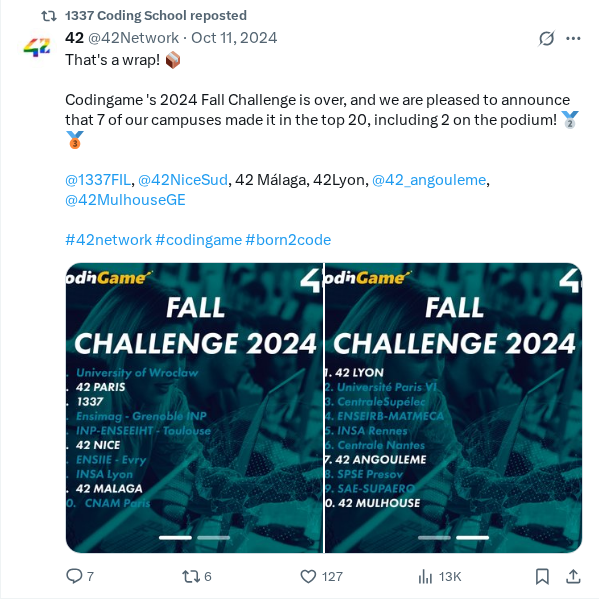 1337 Coding School reposted
42 @42Network · Oct 11, 2024
That's a wrap! 📦
Codingame 's 2024 Fall Challenge is over, and we are pleased to announce
that 7 of our campuses made it in the top 20, including 2 on the podium! 🥈
🥉
@1337FIL, @42NiceSud, 42 Málaga, 42Lyon, @42_angouleme,
@42MulhouseGE
#42network #codingame #born2code
odinGame
4
FALL
CHALLENGE 2024
. University of Wroclaw
. 42 PARIS
. 1337
. Ensimag - Grenoble INP
. INP-ENSEEIHT - Toulouse
. 42 NICE
. ENSIIE - Evry
. INSA Lyon
. 42 MALAGA
0. CNAM Paris
odinGame
4
FALL
CHALLENGE 2024
1. 42 LYON
2. Université Paris VI
3. CentraleSupélec
4. ENSEIRB-MATMECA
5. INSA Rennes
6. Centrale Nantes
7. 42 ANGOULEME
8. SPSE Presov
9. SAE-SUPAERO
0. 42 MULHOUSE
7 6 127 13K